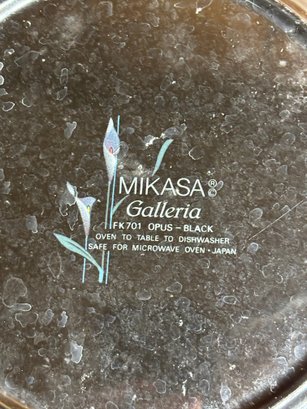 MIKASA®©
Galleria
FK701 OPUS – BLACK
OVEN TO TABLE TO DISHWASHER
SAFE FOR MICROWAVE OVEN • JAPAN